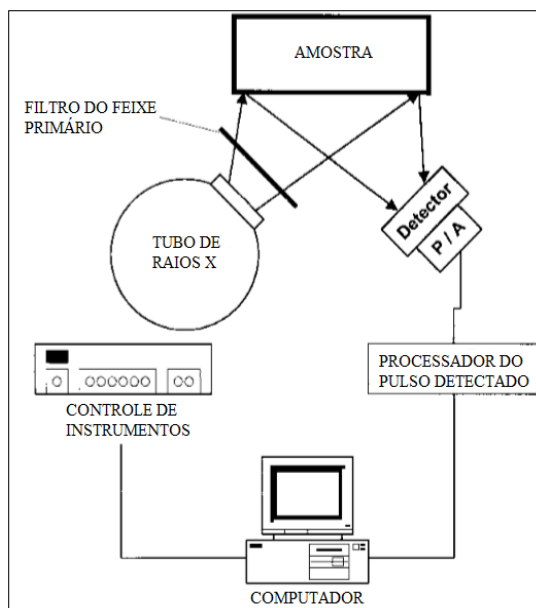 AMOSTRA
FILTRO DO FEIXE
PRIMÁRIO
Detector
P / A
TUBO DE
RAIOS X
PROCESSADOR DO
PULSO DETECTADO
CONTROLE DE
INSTRUMENTOS
COMPUTADOR